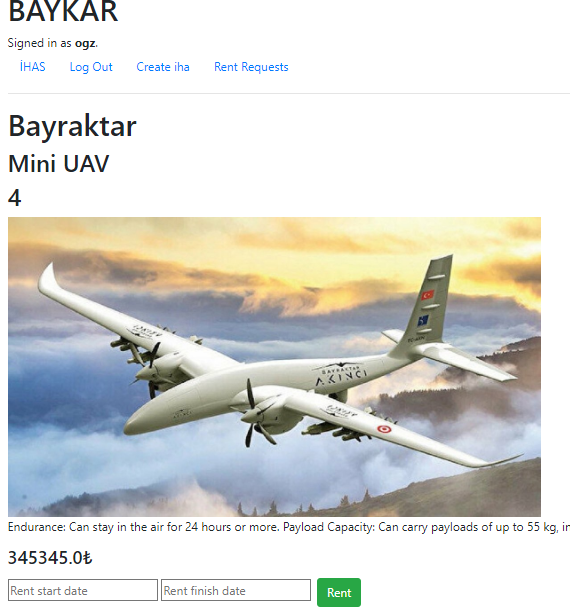 BAYKAR
Signed in as ogz.
İHAS Log Out Create iha Rent Requests
Bayraktar
Mini UAV
4
BAYRAKTAR
AKINCI
Endurance: Can stay in the air for 24 hours or more. Payload Capacity: Can carry payloads of up to 55 kg, in
345345.0₺
Rent start date Rent finish date Rent